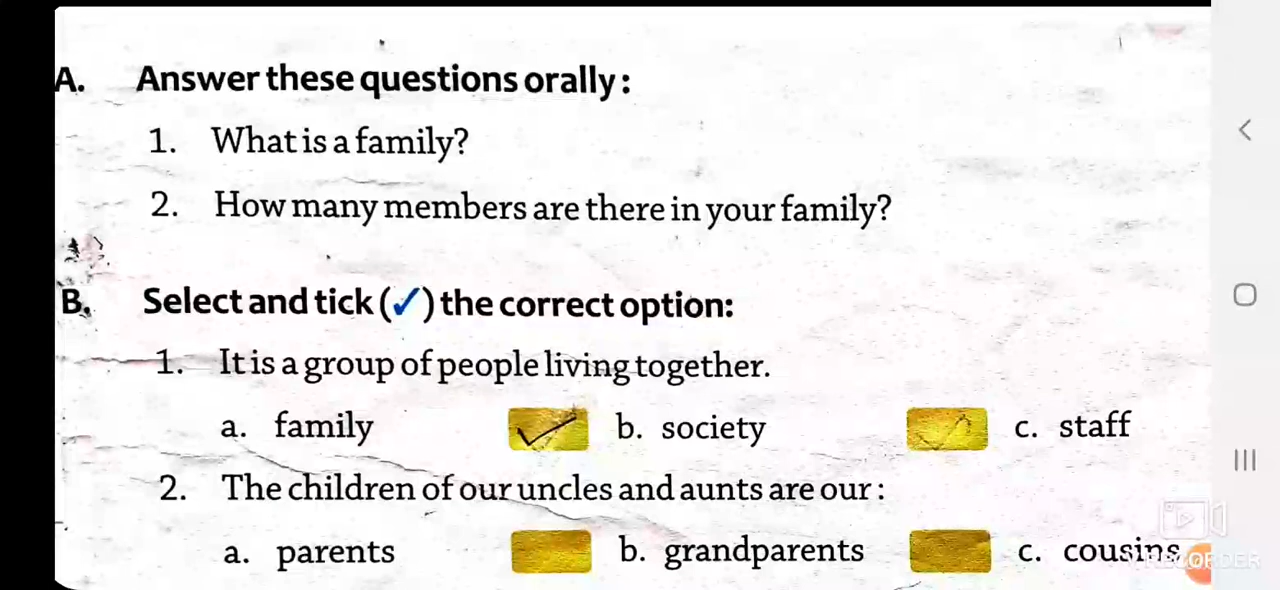 A. Answer these questions orally:
1. What is a family?
2. How many members are there in your family?
B. Select and tick (✓) the correct option:
1. It is a group of people living together.
a. family ✓ b. society c. staff
2. The children of our uncles and aunts are our:
a. parents b. grandparents c. cousins
RECORDER